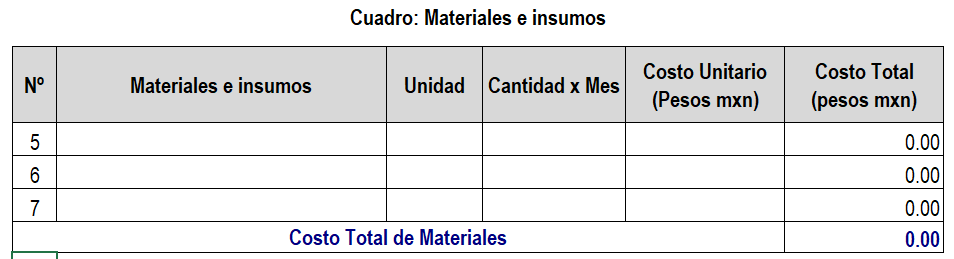 Cuadro: Materiales e insumos
Nº Materiales e insumos Unidad Cantidad x Mes Costo Unitario (Pesos mxn) Costo Total (pesos mxn)
5 0.00
6 0.00
7 0.00
Costo Total de Materiales 0.00